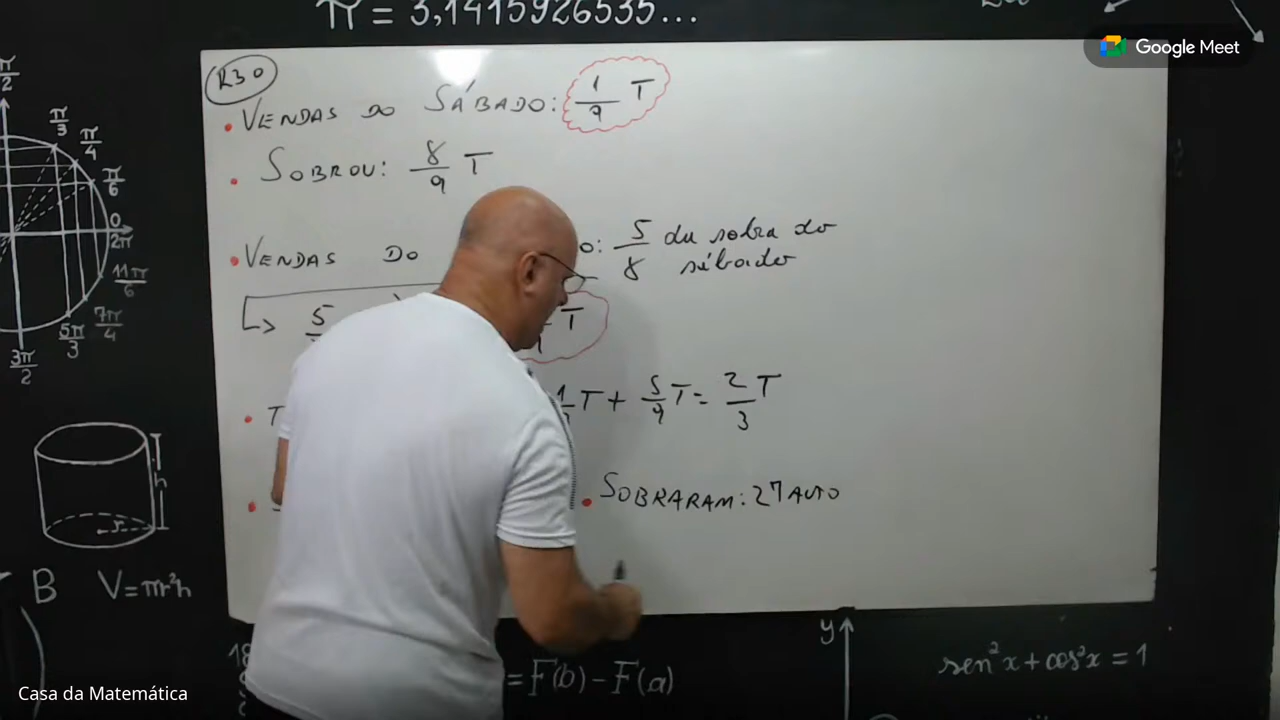 π = 3,1415926535...
Google Meet
R30
• VENDAS DO SÁBADO: 1/9 T
• SOBROU: 8/9 T
• VENDAS DO O: 5/8 da sobra do sábado
↳ 5 T
• T 1 T + 5/9 T = 2/3 T
• SOBRARAM: 27 AUTO
π/2
π/3
π/4
π/6
0
2π
11π/6
7π/4
5π/3
3π/2
h
r
B V=πr²h
= F(b) – F(a)
y
sen²x + cos²x = 1
Casa da Matemática